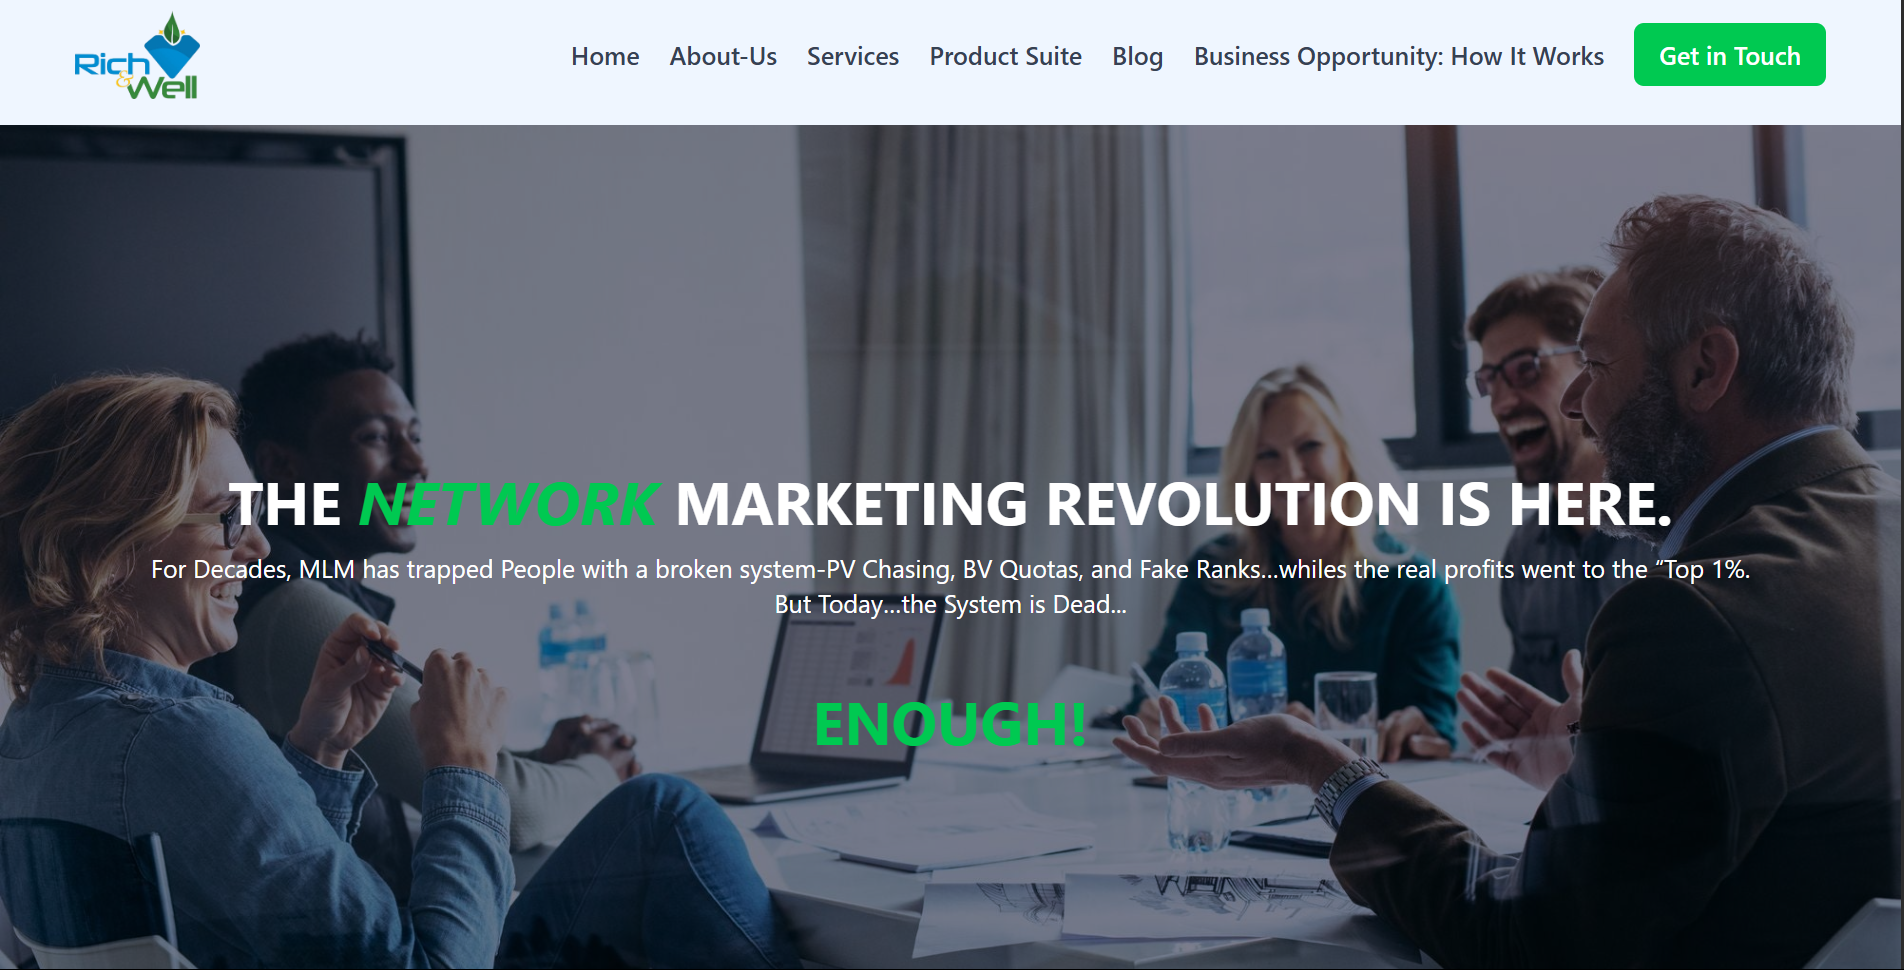 Rich
& Well
Home About-Us Services Product Suite Blog Business Opportunity: How It Works Get in Touch
THE NETWORK MARKETING REVOLUTION IS HERE.
For Decades, MLM has trapped People with a broken system-PV Chasing, BV Quotas, and Fake Ranks...whiles the real profits went to the “Top 1%.
But Today...the System is Dead...
ENOUGH!